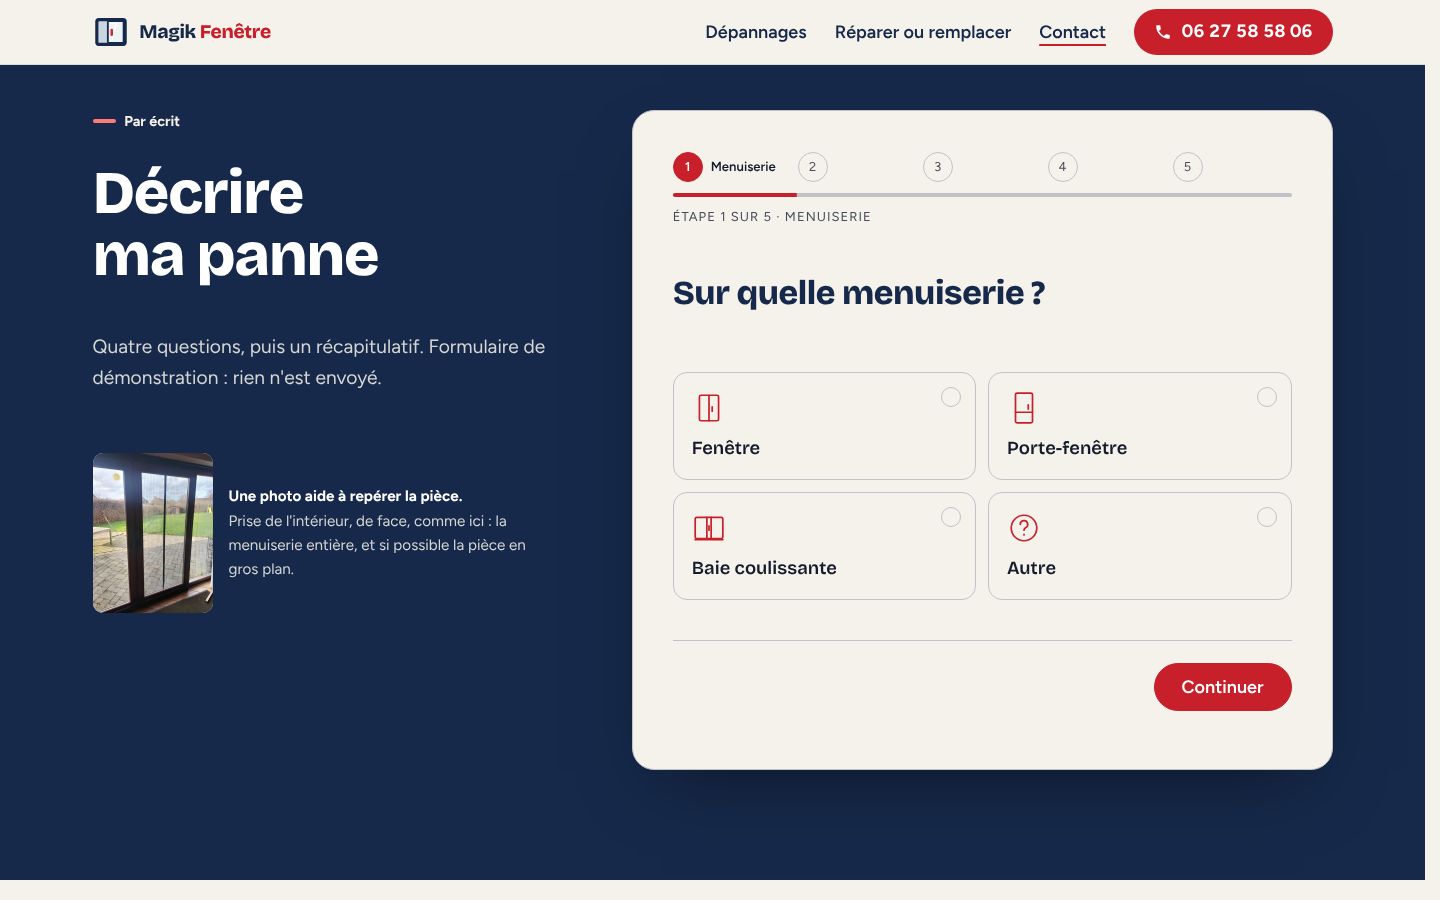 Magik Fenêtre
Dépannages
Réparer ou remplacer
Contact
06 27 58 58 06
Par écrit
Décrire
ma panne
Quatre questions, puis un récapitulatif. Formulaire de
démonstration : rien n'est envoyé.
Une photo aide à repérer la pièce.
Prise de l'intérieur, de face, comme ici : la
menuiserie entière, et si possible la pièce en
gros plan.
1 Menuiserie 2 3 4 5
ÉTAPE 1 SUR 5 · MENUISERIE
Sur quelle menuiserie ?
Fenêtre
Porte-fenêtre
Baie coulissante
Autre
Continuer